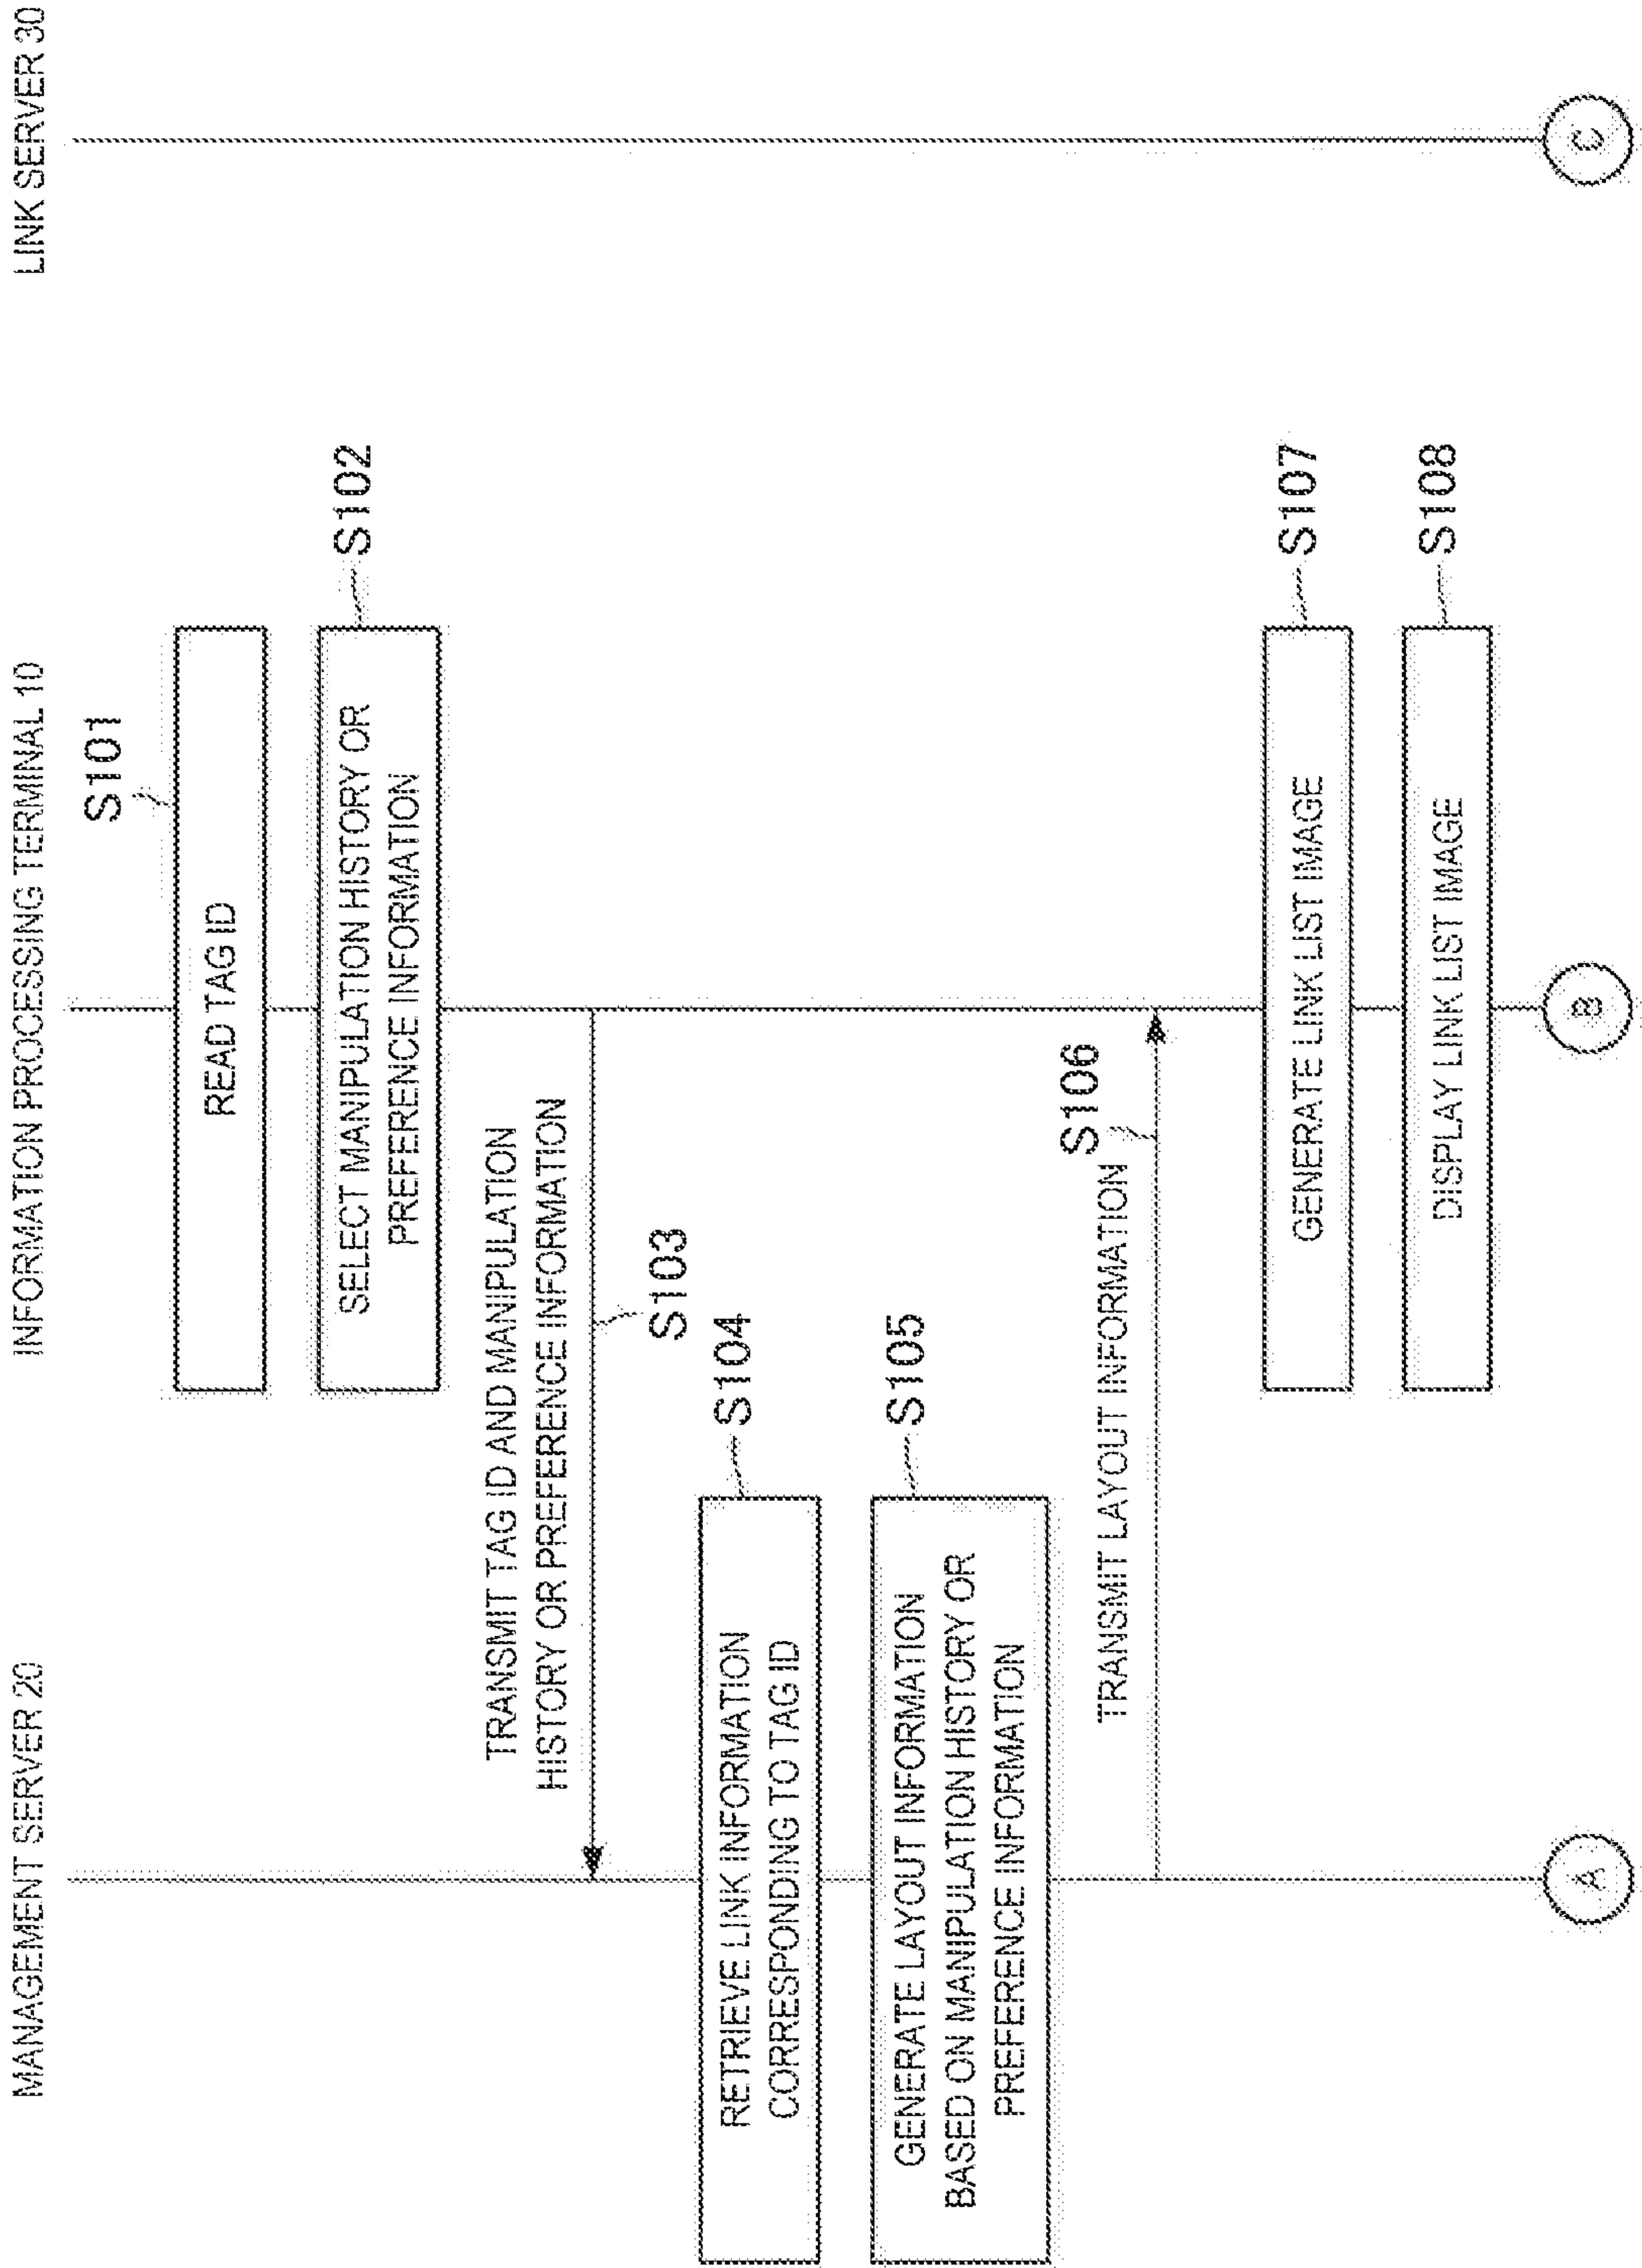 MANAGEMENT SERVER 20
INFORMATION PROCESSING TERMINAL 10
LINK SERVER 30
S101
READ TAG ID
SELECT MANIPULATION HISTORY OR
PREFERENCE INFORMATION
S102
TRANSMIT TAG ID AND MANIPULATION
HISTORY OR PREFERENCE INFORMATION
S103
RETRIEVE LINK INFORMATION
CORRESPONDING TO TAG ID
S104
GENERATE LAYOUT INFORMATION
BASED ON MANIPULATION HISTORY OR
PREFERENCE INFORMATION
S105
TRANSMIT LAYOUT INFORMATION
S106
GENERATE LINK LIST IMAGE
S107
DISPLAY LINK LIST IMAGE
S108
A
B
C